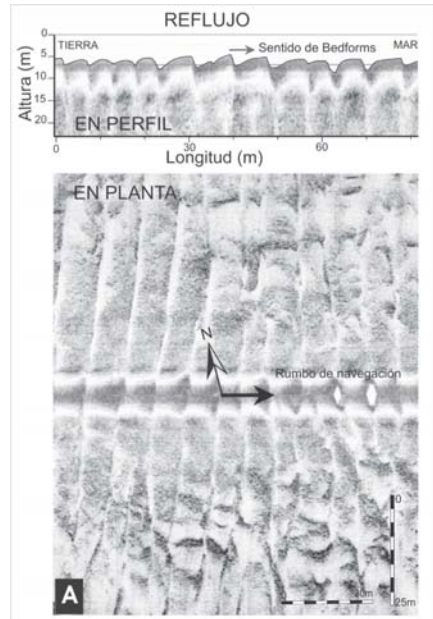 REFLUJO
TIERRA
Sentido de Bedforms
MAR
Altura (m)
0
5
10
15
20
EN PERFIL
0
30
60
Longitud (m)
EN PLANTA
N
Rumbo de navegación
0
25m
A